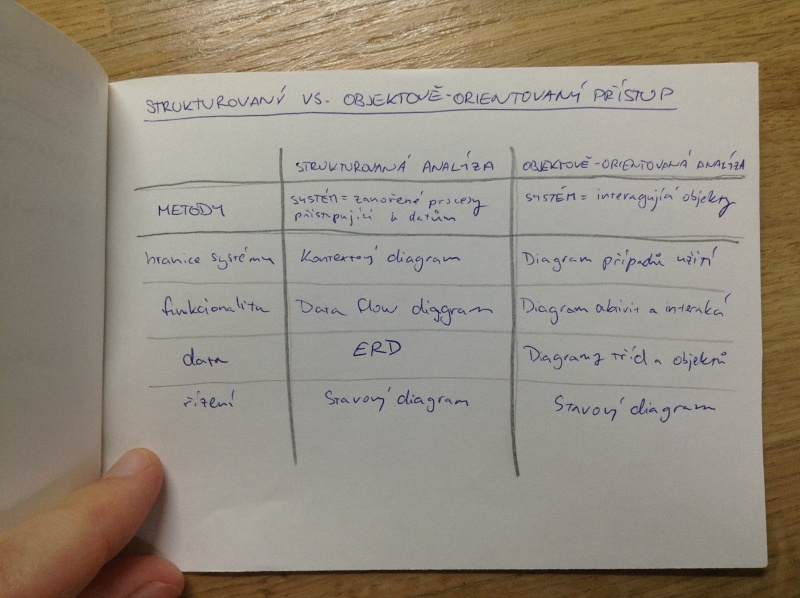 STRUKTUROVANÝ VS. OBJEKTOVĚ-ORIENTOVANÝ PŘÍSTUP
STRUKTUROVANÁ ANALÝZA OBJEKTOVĚ-ORIENTOVANÁ ANALÝZA
METODY SYSTÉM = zanořené procesy SYSTÉM = interagující objekty
přistupující k datům
hranice systému Kontextový diagram Diagram případů užití
funkcionalita Data flow diagram Diagram aktivit a interakcí
data ERD Diagramy tříd a objektů
řízení Stavový diagram Stavový diagram